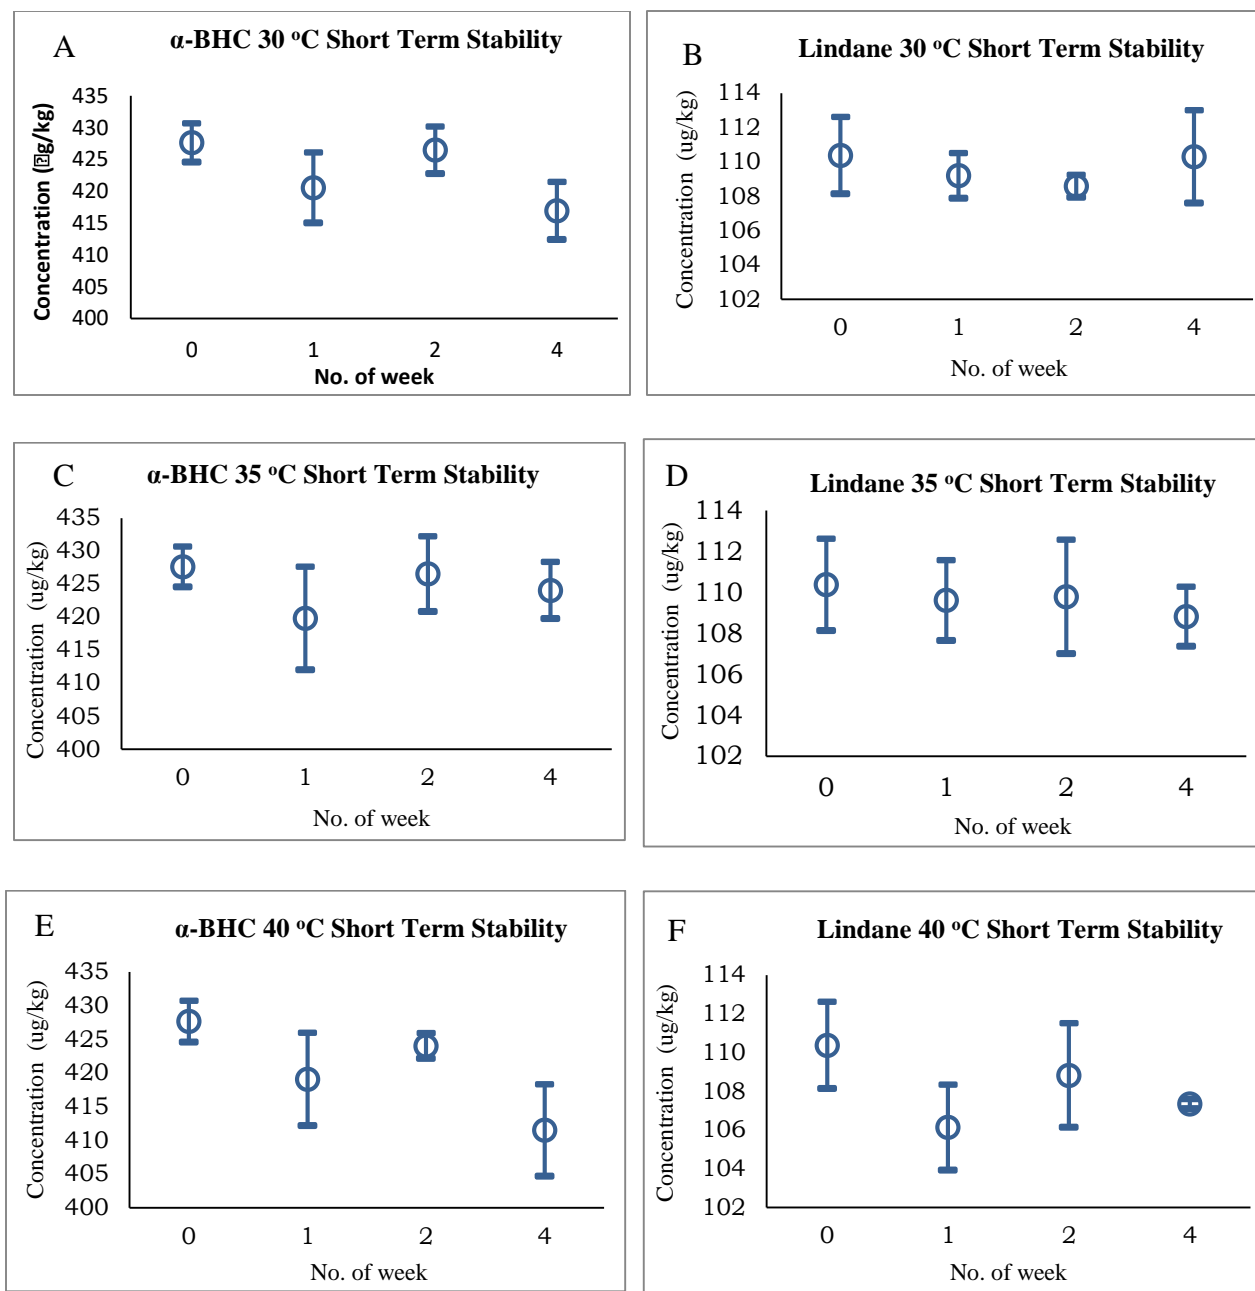 A
α-BHC 30 ºC Short Term Stability
Concentration (�g/kg)
435
430
425
420
415
410
405
400
0 1 2 4
No. of week
B
Lindane 30 ºC Short Term Stability
Concentration (ug/kg)
114
112
110
108
106
104
102
0 1 2 4
No. of week
C
α-BHC 35 ºC Short Term Stability
Concentration (ug/kg)
435
430
425
420
415
410
405
400
0 1 2 4
No. of week
D
Lindane 35 ºC Short Term Stability
Concentration (ug/kg)
114
112
110
108
106
104
102
0 1 2 4
No. of week
E
α-BHC 40 ºC Short Term Stability
Concentration (ug/kg)
435
430
425
420
415
410
405
400
0 1 2 4
No. of week
F
Lindane 40 ºC Short Term Stability
Concentration (ug/kg)
114
112
110
108
106
104
102
0 1 2 4
No. of week